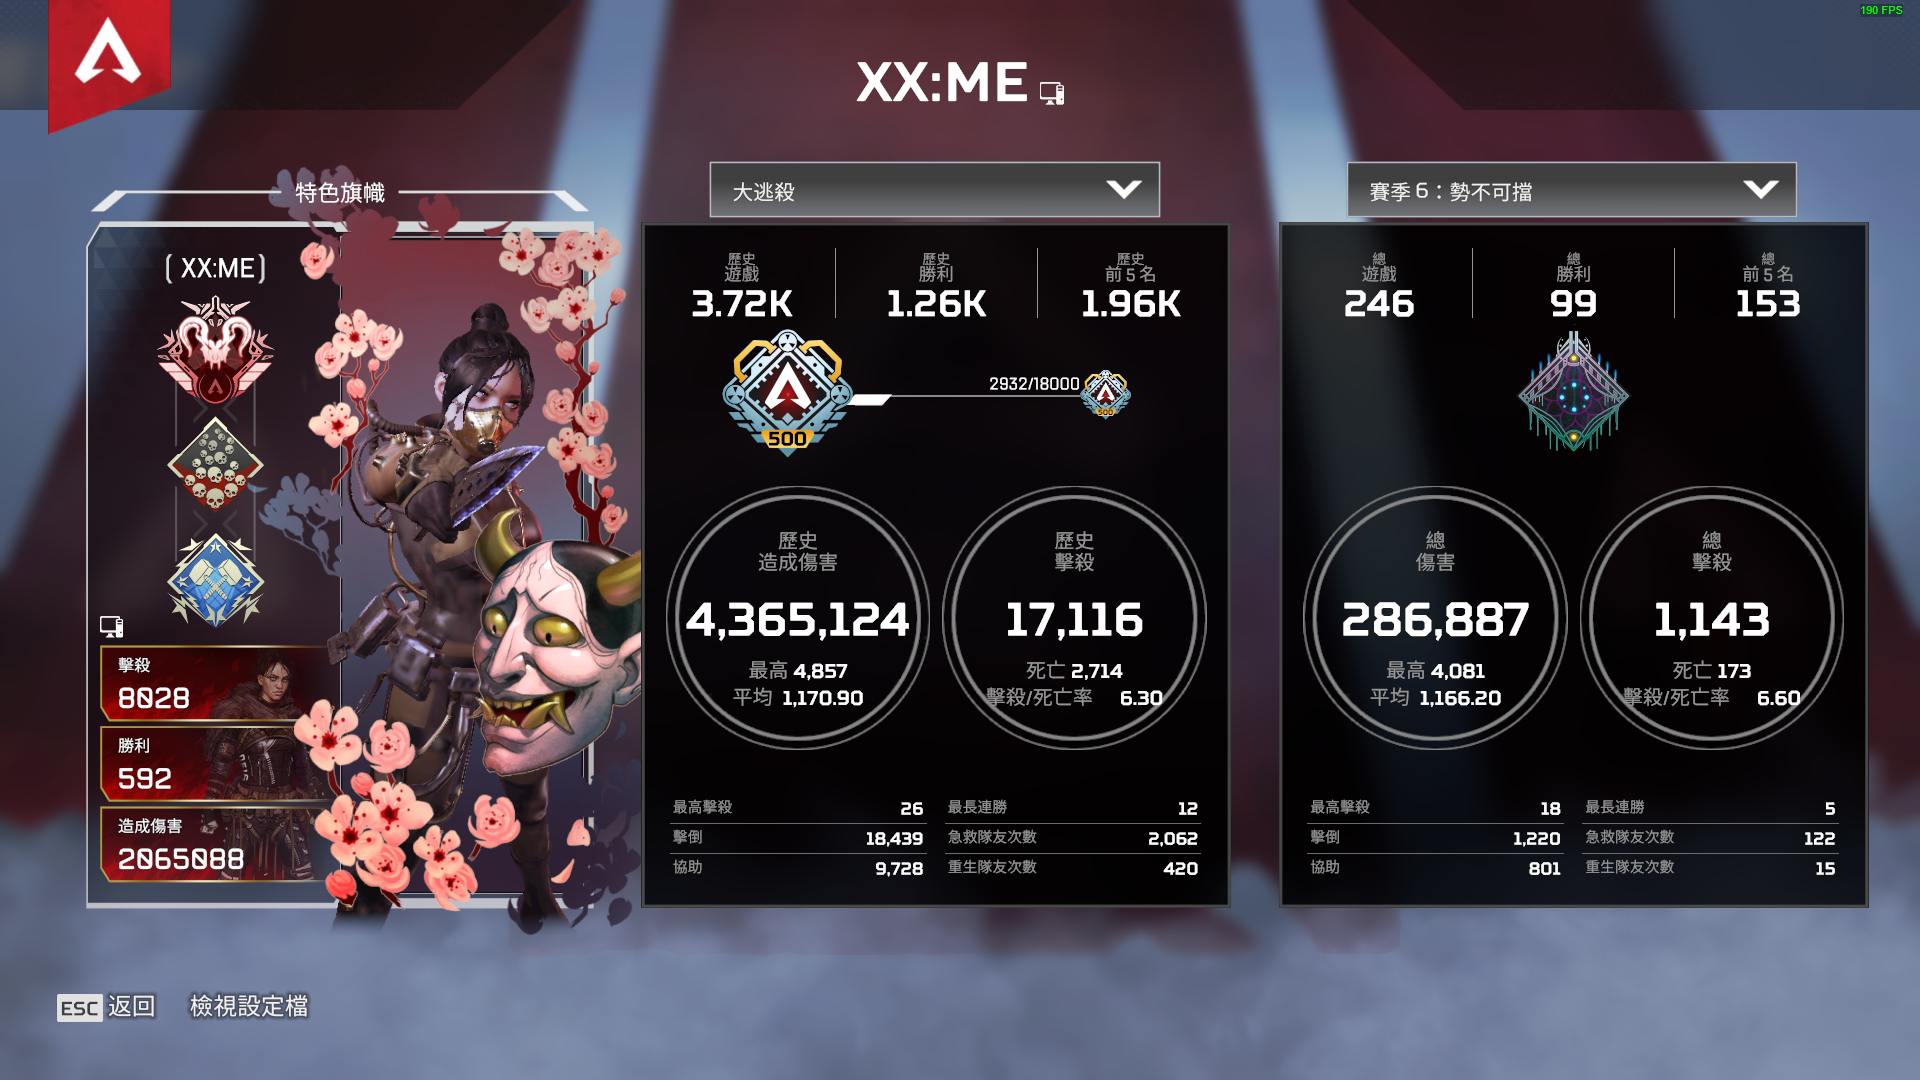 190 FPS
XX:ME
特色旗幟
[ XX:ME ]
擊殺
8028
勝利
592
造成傷害
2065088
大逃殺
歷史
遊戲
3.72K
歷史
勝利
1.26K
歷史
前 5 名
1.96K
500
2932/18000
500
歷史
造成傷害
4,365,124
最高 4,857
平均 1,170.90
歷史
擊殺
17,116
死亡 2,714
擊殺/死亡率 6.30
最高擊殺 26
擊倒 18,439
協助 9,728
最長連勝 12
急救隊友次數 2,062
重生隊友次數 420
賽季 6：勢不可擋
總
遊戲
246
總
勝利
99
總
前 5 名
153
總
傷害
286,887
最高 4,081
平均 1,166.20
總
擊殺
1,143
死亡 173
擊殺/死亡率 6.60
最高擊殺 18
擊倒 1,220
協助 801
最長連勝 5
急救隊友次數 122
重生隊友次數 15
ESC 返回 檢視設定檔